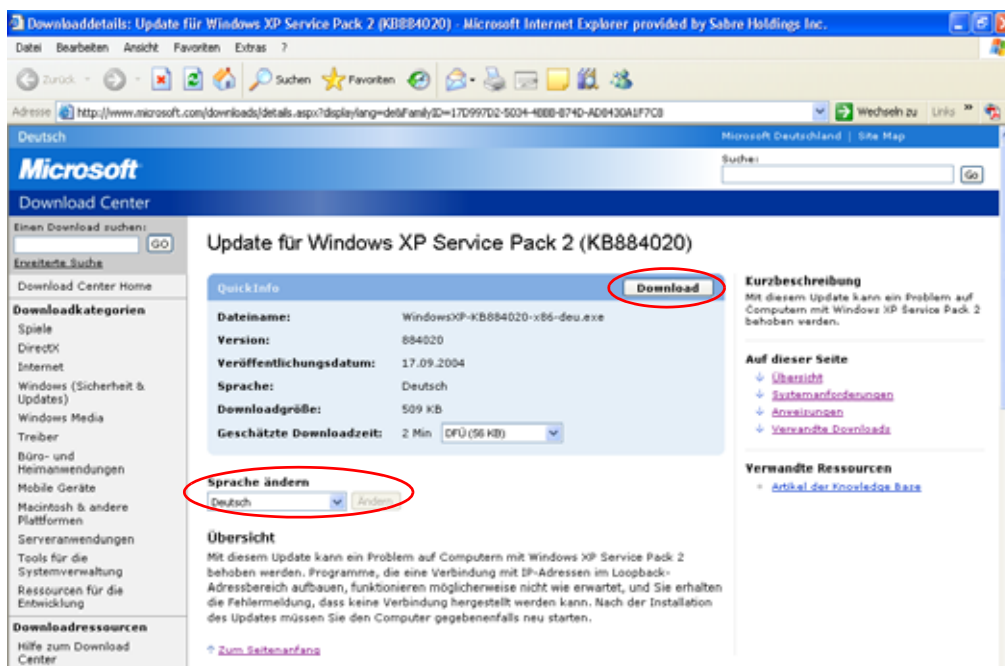 Downloaddetails: Update für Windows XP Service Pack 2 (KB884020) - Microsoft Internet Explorer provided by Sabre Holdings Inc.
Datei Bearbeiten Ansicht Favoriten Extras ?
Zurück Suchen Favoriten
Adresse http://www.microsoft.com/downloads/details.aspx?displaylang=de&FamilyID=17D997D2-5034-4BBB-B74D-AD8430A1F7C8 Wechseln zu Links »
Deutsch Microsoft Deutschland | Site Map
Microsoft
Suche:
Go
Download Center
Einen Download suchen:
GO
Erweiterte Suche
Download Center Home
Downloadkategorien
Spiele
DirectX
Internet
Windows (Sicherheit &
Updates)
Windows Media
Treiber
Büro- und
Heimanwendungen
Mobile Geräte
Macintosh & andere
Plattformen
Serveranwendungen
Tools für die
Systemverwaltung
Ressourcen für die
Entwicklung
Downloadressourcen
Hilfe zum Download
Center
Update für Windows XP Service Pack 2 (KB884020)
QuickInfo Download
Dateiname: WindowsXP-KB884020-x86-deu.exe
Version: 884020
Veröffentlichungsdatum: 17.09.2004
Sprache: Deutsch
Downloadgröße: 509 KB
Geschätzte Downloadzeit: 2 Min DFÜ (56 KB)
Sprache ändern
Deutsch Ändern
Übersicht
Mit diesem Update kann ein Problem auf Computern mit Windows XP Service Pack 2
behoben werden. Programme, die eine Verbindung mit IP-Adressen im Loopback-
Adressbereich aufbauen, funktionieren möglicherweise nicht wie erwartet, und Sie erhalten
die Fehlermeldung, dass keine Verbindung hergestellt werden kann. Nach der Installation
des Updates müssen Sie den Computer gegebenenfalls neu starten.
Zum Seitenanfang
Kurzbeschreibung
Mit diesem Update kann ein Problem auf
Computern mit Windows XP Service Pack 2
behoben werden.
Auf dieser Seite
Übersicht
Systemanforderungen
Anweisungen
Verwandte Downloads
Verwandte Ressourcen
Artikel der Knowledge Base